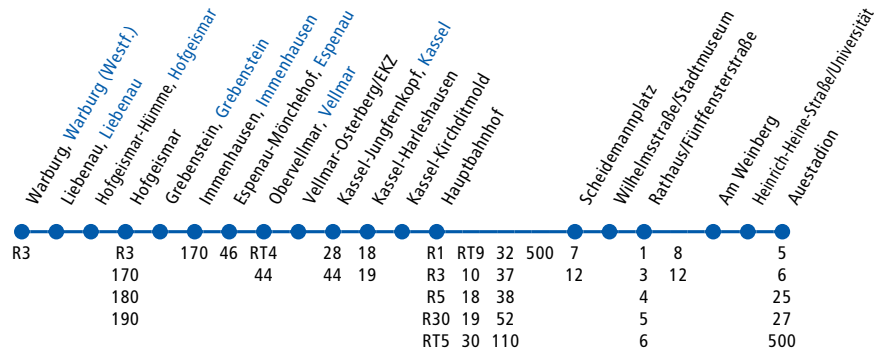 Warburg, Warburg (Westf.)
Liebenau, Liebenau
Hofgeismar-Hümme, Hofgeismar
Hofgeismar
Grebenstein, Grebenstein
Immenhausen, Immenhausen
Espenau-Mönchehof, Espenau
Obervellmar, Vellmar
Vellmar-Osterberg/EKZ
Kassel-Jungfernkopf, Kassel
Kassel-Harleshausen
Kassel-Kirchditmold
Hauptbahnhof
Scheidemannplatz
Wilhelmsstraße/Stadtmuseum
Rathaus/Fünffensterstraße
Am Weinberg
Heinrich-Heine-Straße/Universität
Auestadion
R3 R3 170 46 RT4 28 18 R1 RT9 32 500 7 1 8 5
170 44 44 19 R3 10 37 12 3 12 6
180 R5 18 38 4 25
190 R30 19 52 5 27
RT5 30 110 6 500